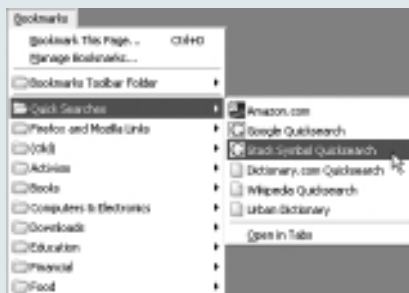 Bookmarks
Bookmark This Page... Ctrl+D
Manage Bookmarks...
Bookmarks Toolbar Folder
Quick Searches
Firefox and Mozilla Links
(old)
Activism
Books
Computers & Electronics
Downloads
Education
Financial
Food
Amazon.com
Google Quicksearch
Stock Symbol Quicksearch
Dictionary.com Quicksearch
Wikipedia Quicksearch
Urban Dictionary
Open in Tabs